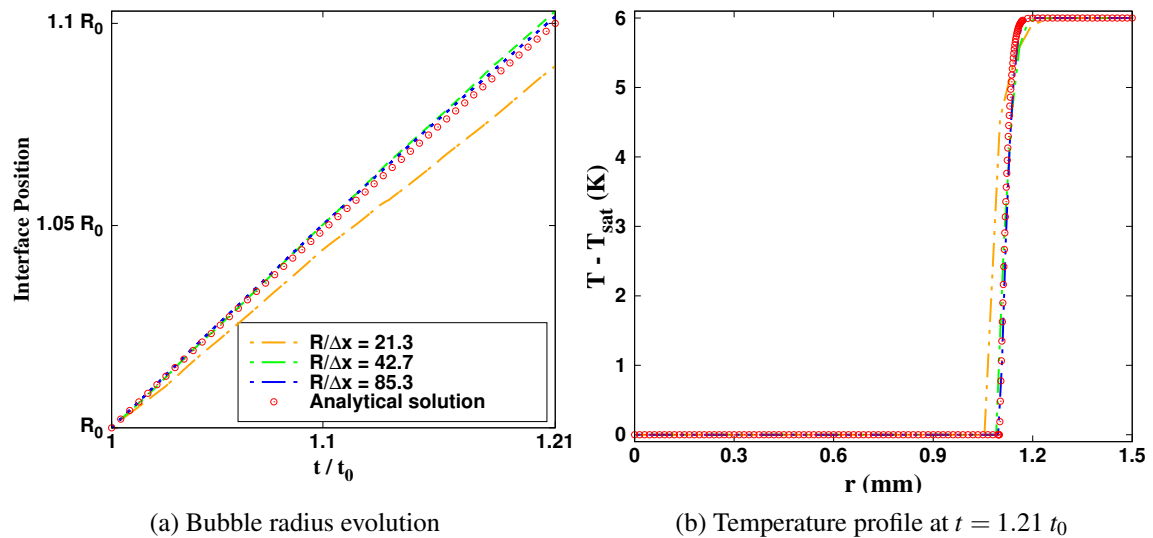 1.1 R₀
1.05 R₀
R₀
Interface Position
R/Δx = 21.3
R/Δx = 42.7
R/Δx = 85.3
Analytical solution
1
1.1
1.21
t / t₀
(a) Bubble radius evolution
6
5
4
3
2
1
0
T - T_sat (K)
0
0.3
0.6
0.9
1.2
1.5
r (mm)
(b) Temperature profile at t = 1.21 t₀